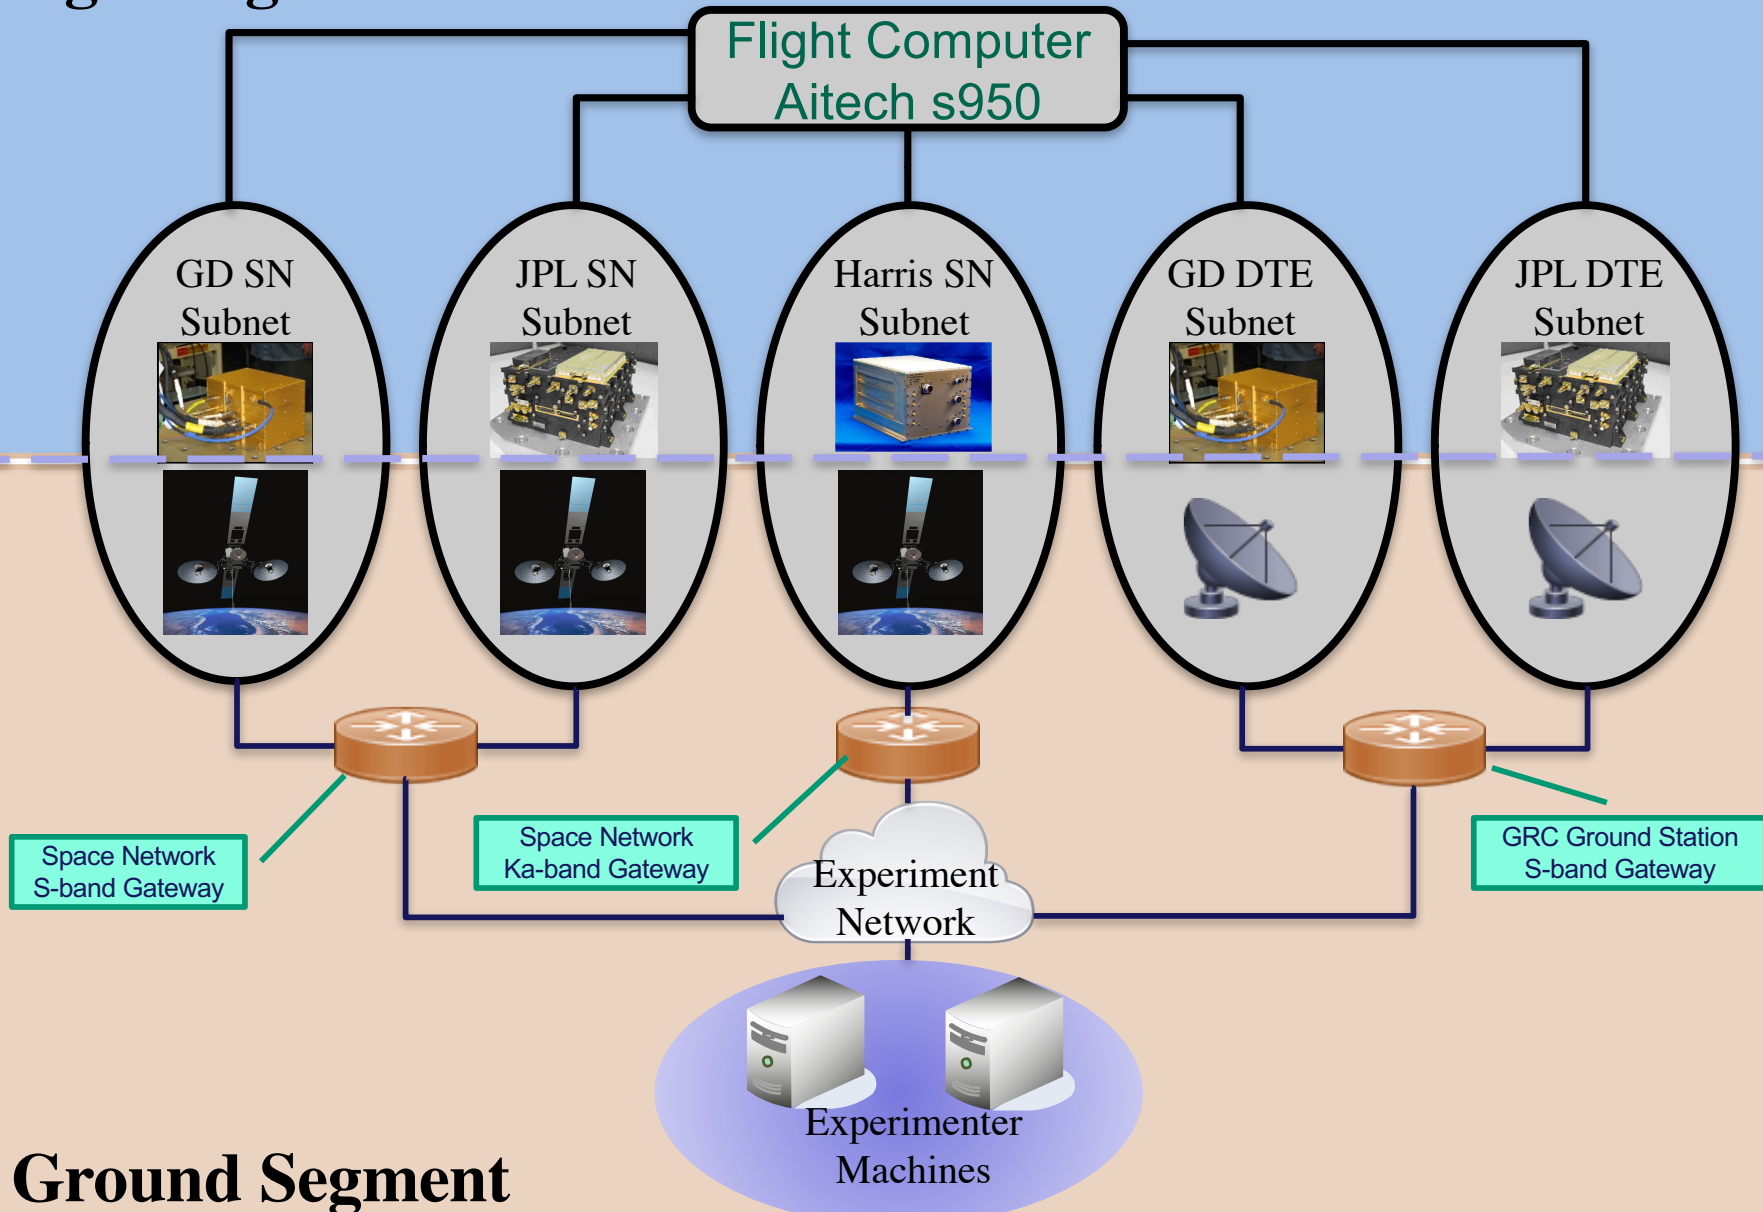 Flight Computer
Aitech s950
GD SN
Subnet
JPL SN
Subnet
Harris SN
Subnet
GD DTE
Subnet
JPL DTE
Subnet
Space Network
S-band Gateway
Space Network
Ka-band Gateway
GRC Ground Station
S-band Gateway
Experiment
Network
Experimenter
Machines
Ground Segment